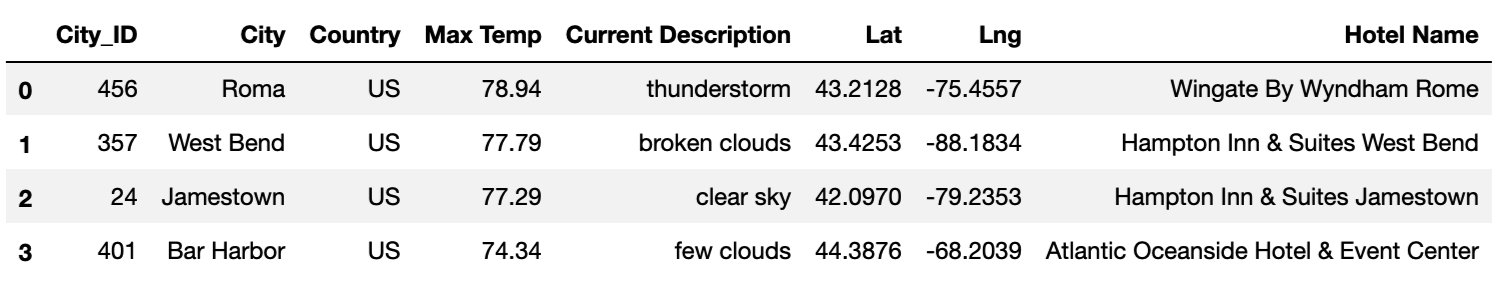 City_ID City Country Max Temp Current Description Lat Lng Hotel Name
0 456 Roma US 78.94 thunderstorm 43.2128 -75.4557 Wingate By Wyndham Rome
1 357 West Bend US 77.79 broken clouds 43.4253 -88.1834 Hampton Inn & Suites West Bend
2 24 Jamestown US 77.29 clear sky 42.0970 -79.2353 Hampton Inn & Suites Jamestown
3 401 Bar Harbor US 74.34 few clouds 44.3876 -68.2039 Atlantic Oceanside Hotel & Event Center